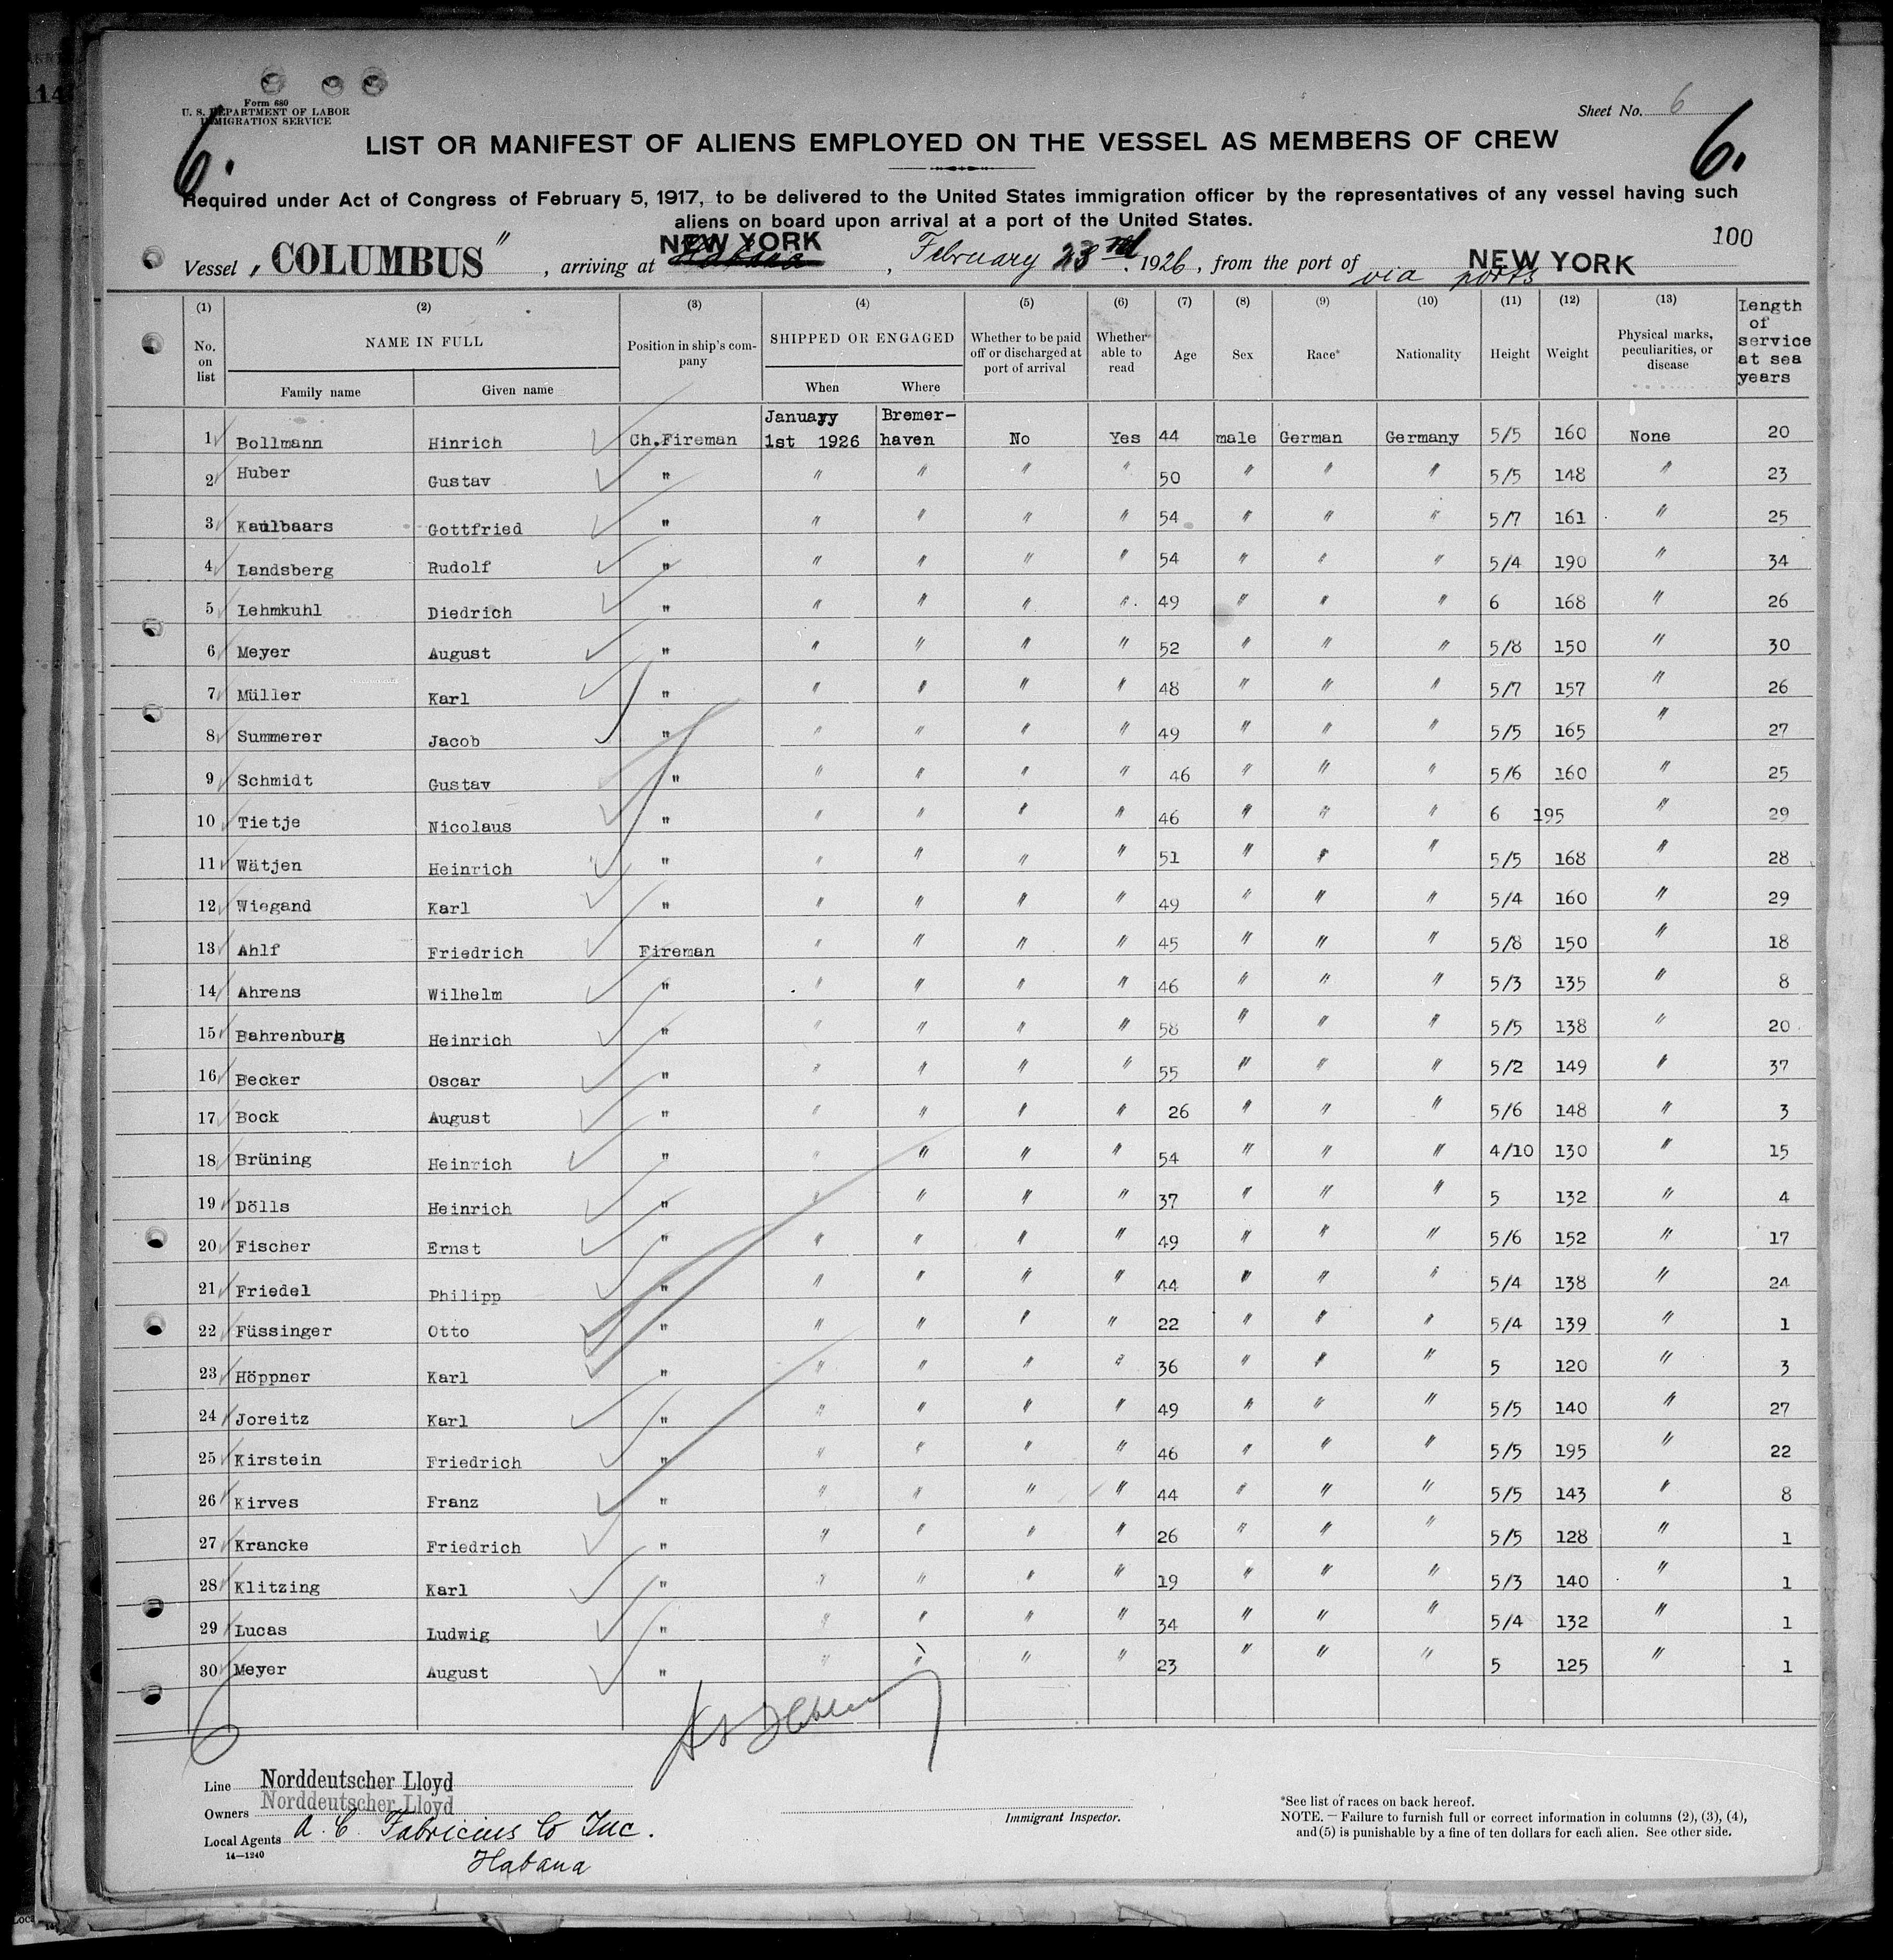 Form 680
U. S. DEPARTMENT OF LABOR
IMMIGRATION SERVICE
Sheet No. 6
6.
6.
LIST OR MANIFEST OF ALIENS EMPLOYED ON THE VESSEL AS MEMBERS OF CREW
Required under Act of Congress of February 5, 1917, to be delivered to the United States immigration officer by the representatives of any vessel having such
aliens on board upon arrival at a port of the United States.
100
Vessel „COLUMBUS", arriving at NEW YORK, February 23rd, 1926, from the port of NEW YORK
via ports
(1) (2) (3) (4) (5) (6) (7) (8) (9) (10) (11) (12) (13)
No. on list NAME IN FULL Family name Given name Position in ship's company SHIPPED OR ENGAGED When Where Whether to be paid off or discharged at port of arrival Whether able to read Age Sex Race* Nationality Height Weight Physical marks, peculiarities, or disease Length of service at sea years
1 Bollmann Hinrich Ch.Fireman January 1st 1926 Bremerhaven No Yes 44 male German Germany 5/5 160 None 20
2 Huber Gustav " " " " " 50 " " " 5/5 148 " 23
3 Kaulbaars Gottfried " " " " " 54 " " " 5/7 161 " 25
4 Landsberg Rudolf " " " " " 54 " " " 5/4 190 " 34
5 Lehmkuhl Diedrich " " " " " 49 " " " 6 168 " 26
6 Meyer August " " " " " 52 " " " 5/8 150 " 30
7 Müller Karl " " " " " 48 " " " 5/7 157 " 26
8 Summerer Jacob " " " " " 49 " " " 5/5 165 " 27
9 Schmidt Gustav " " " " " 46 " " " 5/6 160 " 25
10 Tietje Nicolaus " " " " " 46 " " " 6 195 " 29
11 Wätjen Heinrich " " " " " 51 " " " 5/5 168 " 28
12 Wiegand Karl " " " " " 49 " " " 5/4 160 " 29
13 Ahlf Friedrich Fireman " " " " 45 " " " 5/8 150 " 18
14 Ahrens Wilhelm " " " " " 46 " " " 5/3 135 " 8
15 Bahrenburg Heinrich " " " " " 58 " " " 5/5 138 " 20
16 Becker Oscar " " " " " 55 " " " 5/2 149 " 37
17 Bock August " " " " " 26 " " " 5/6 148 " 3
18 Brüning Heinrich " " " " " 54 " " " 4/10 130 " 15
19 Dölls Heinrich " " " " " 37 " " " 5 132 " 4
20 Fischer Ernst " " " " " 49 " " " 5/6 152 " 17
21 Friedel Philipp " " " " " 44 " " " 5/4 138 " 24
22 Füssinger Otto " " " " " 22 " " " 5/4 139 " 1
23 Höppner Karl " " " " " 36 " " " 5 120 " 3
24 Joreitz Karl " " " " " 49 " " " 5/5 140 " 27
25 Kirstein Friedrich " " " " " 46 " " " 5/5 195 " 22
26 Kirves Franz " " " " " 44 " " " 5/5 143 " 8
27 Krancke Friedrich " " " " " 26 " " " 5/5 128 " 1
28 Klitzing Karl " " " " " 19 " " " 5/3 140 " 1
29 Lucas Ludwig " " " " " 34 " " " 5/4 132 " 1
30 Meyer August " " " " " 23 " " " 5 125 " 1
6
Line Norddeutscher Lloyd
Owners Norddeutscher Lloyd
Local Agents A. C. Fabricius Co Inc.
Habana
14—1240
Immigrant Inspector.
*See list of races on back hereof.
NOTE. — Failure to furnish full or correct information in columns (2), (3), (4),
and (5) is punishable by a fine of ten dollars for each alien. See other side.